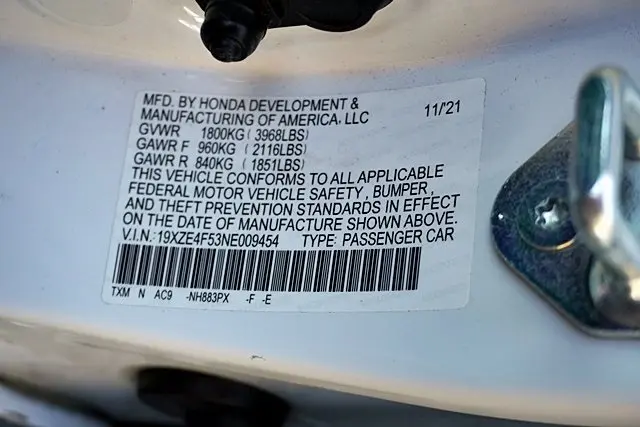 MFD. BY HONDA DEVELOPMENT &
MANUFACTURING OF AMERICA, LLC 11/21
GVWR 1800KG ( 3968LBS)
GAWR F 960KG ( 2116LBS)
GAWR R 840KG ( 1851LBS)
THIS VEHICLE CONFORMS TO ALL APPLICABLE
FEDERAL MOTOR VEHICLE SAFETY, BUMPER,
AND THEFT PREVENTION STANDARDS IN EFFECT
ON THE DATE OF MANUFACTURE SHOWN ABOVE.
V.I.N.: 19XZE4F53NE009454 TYPE: PASSENGER CAR
TXM N AC9 -NH883PX -F -E